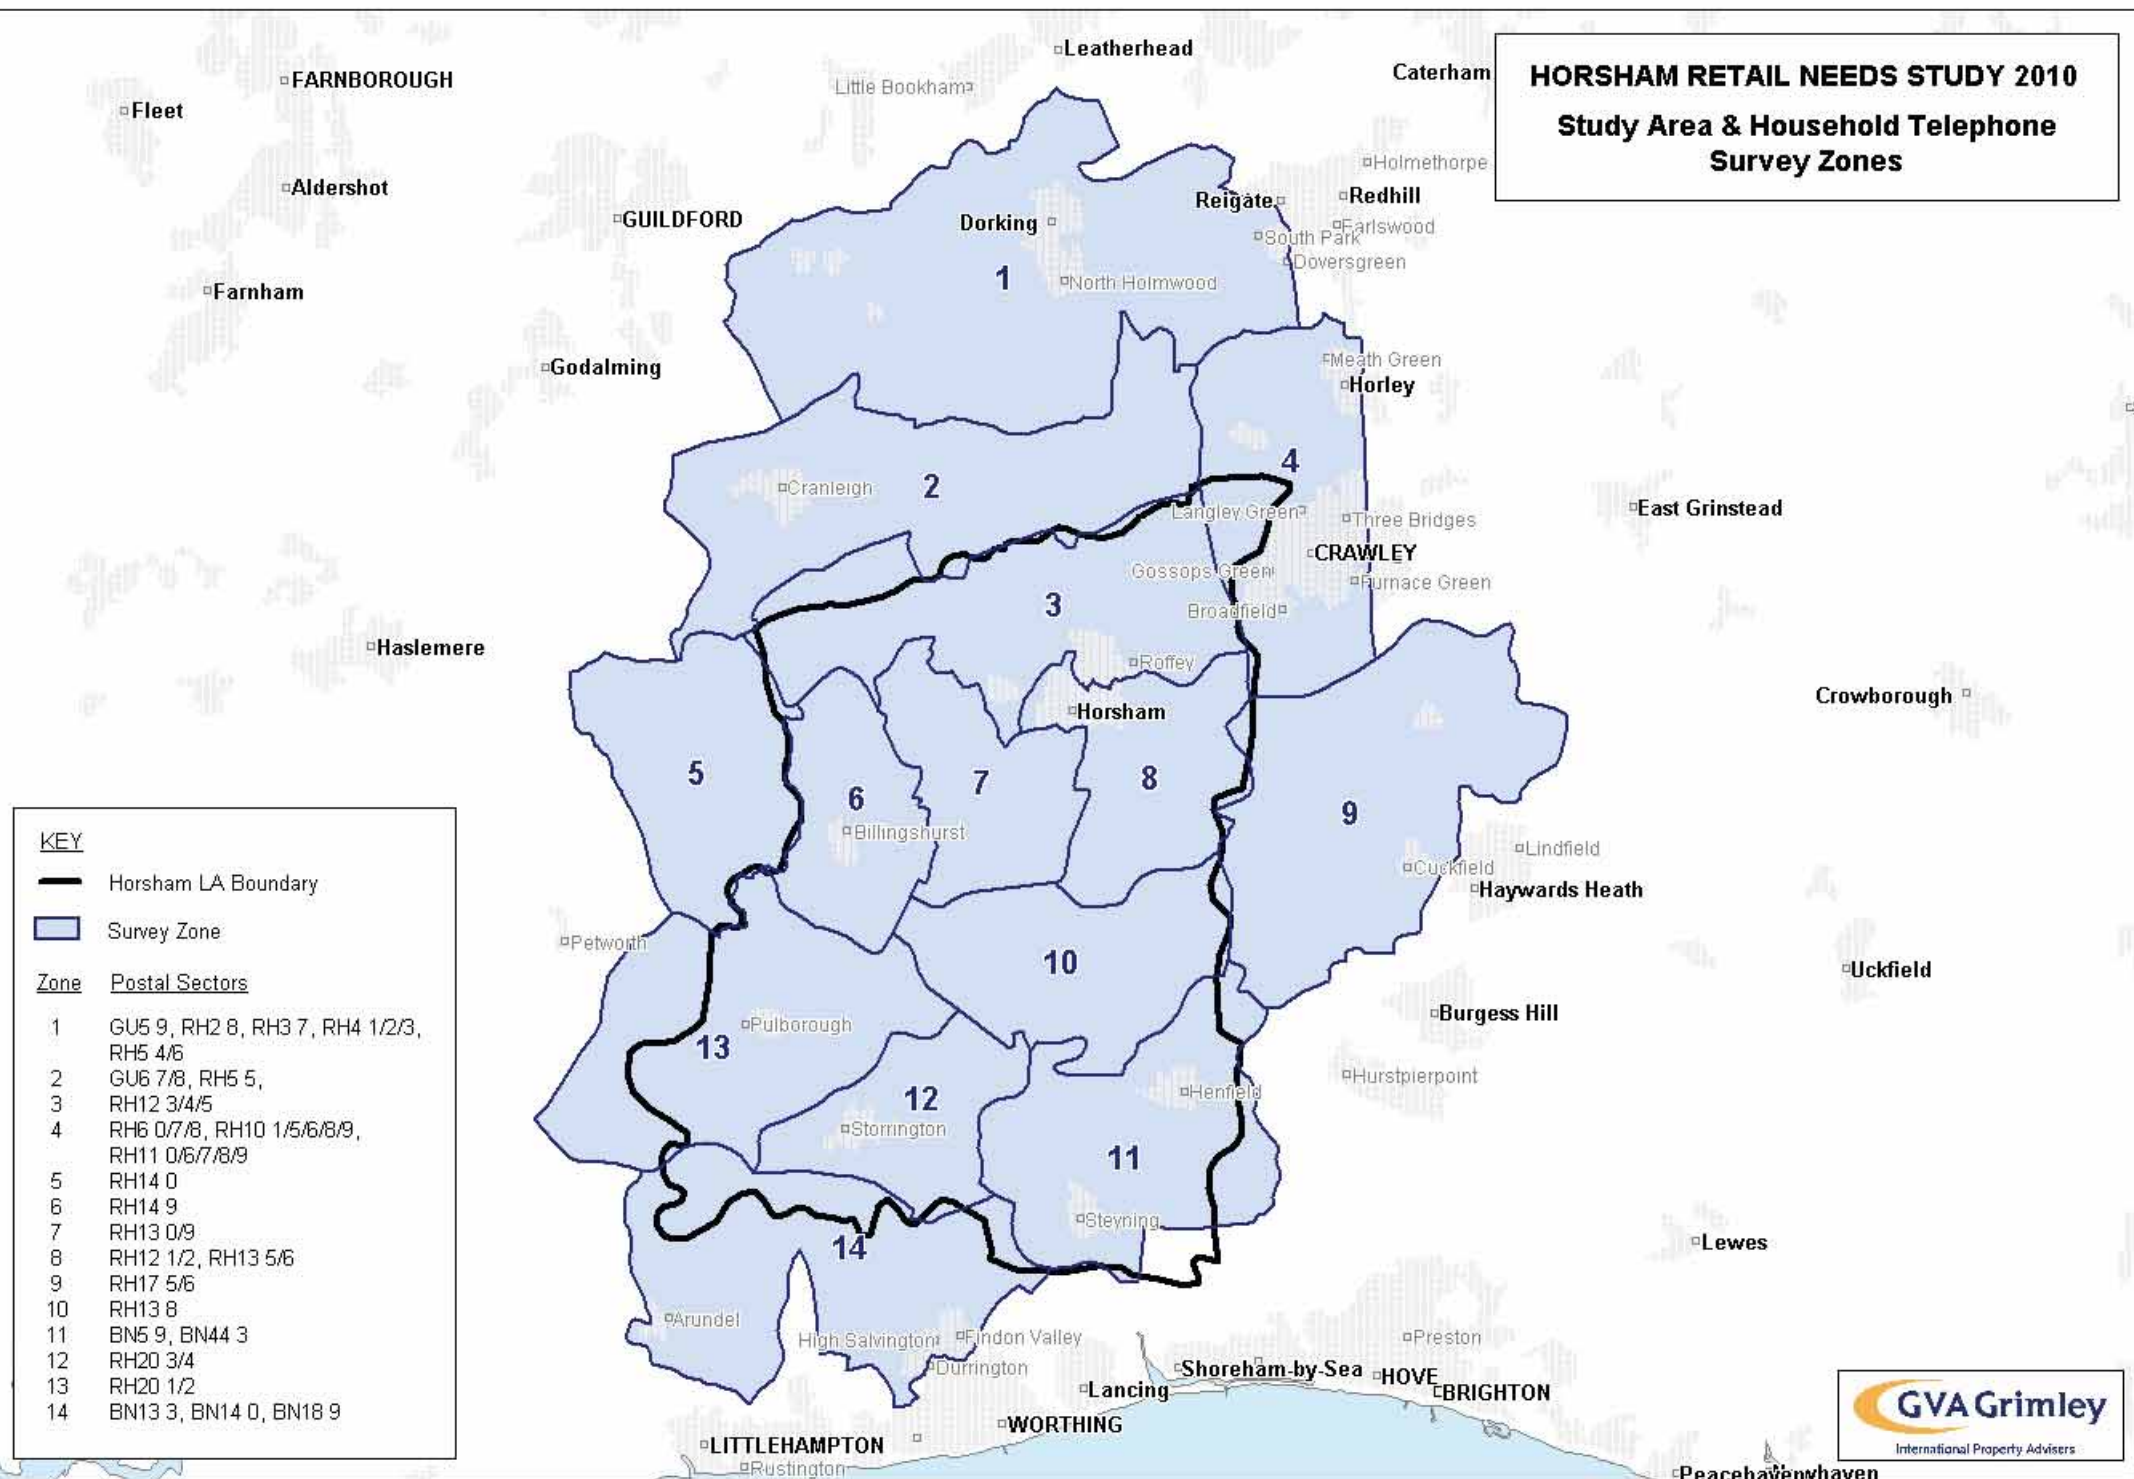 Leatherhead
Caterham
HORSHAM RETAIL NEEDS STUDY 2010
Study Area & Household Telephone
Survey Zones
FARNBOROUGH
Little Bookham
Fleet
Holmethorpe
Aldershot
Reigate
Redhill
GUILDFORD
Dorking
Earlswood
South Park
Doversgreen
1
North Holmwood
Farnham
Meath Green
Godalming
Horley
4
Cranleigh
2
Langley Green
Three Bridges
East Grinstead
CRAWLEY
Gossops Green
Furnace Green
3
Broadfield
Haslemere
Roffey
Crowborough
Horsham
5
6
7
8
9
Billingshurst
Lindfield
Cuckfield
Haywards Heath
Petworth
10
Uckfield
Burgess Hill
Pulborough
13
Hurstpierpoint
12
Henfield
Storrington
11
Steyning
Lewes
14
Arundel
High Salvington
Findon Valley
Preston
Durrington
Shoreham-by-Sea
HOVE
Lancing
BRIGHTON
WORTHING
LITTLEHAMPTON
Rustington
Peacehaven
Newhaven
KEY
Horsham LA Boundary
Survey Zone
Zone Postal Sectors
1 GU5 9, RH2 8, RH3 7, RH4 1/2/3,
RH5 4/6
2 GU6 7/8, RH5 5,
3 RH12 3/4/5
4 RH6 0/7/8, RH10 1/5/6/8/9,
RH11 0/6/7/8/9
5 RH14 0
6 RH14 9
7 RH13 0/9
8 RH12 1/2, RH13 5/6
9 RH17 5/6
10 RH13 8
11 BN5 9, BN44 3
12 RH20 3/4
13 RH20 1/2
14 BN13 3, BN14 0, BN18 9
GVA Grimley
International Property Advisers